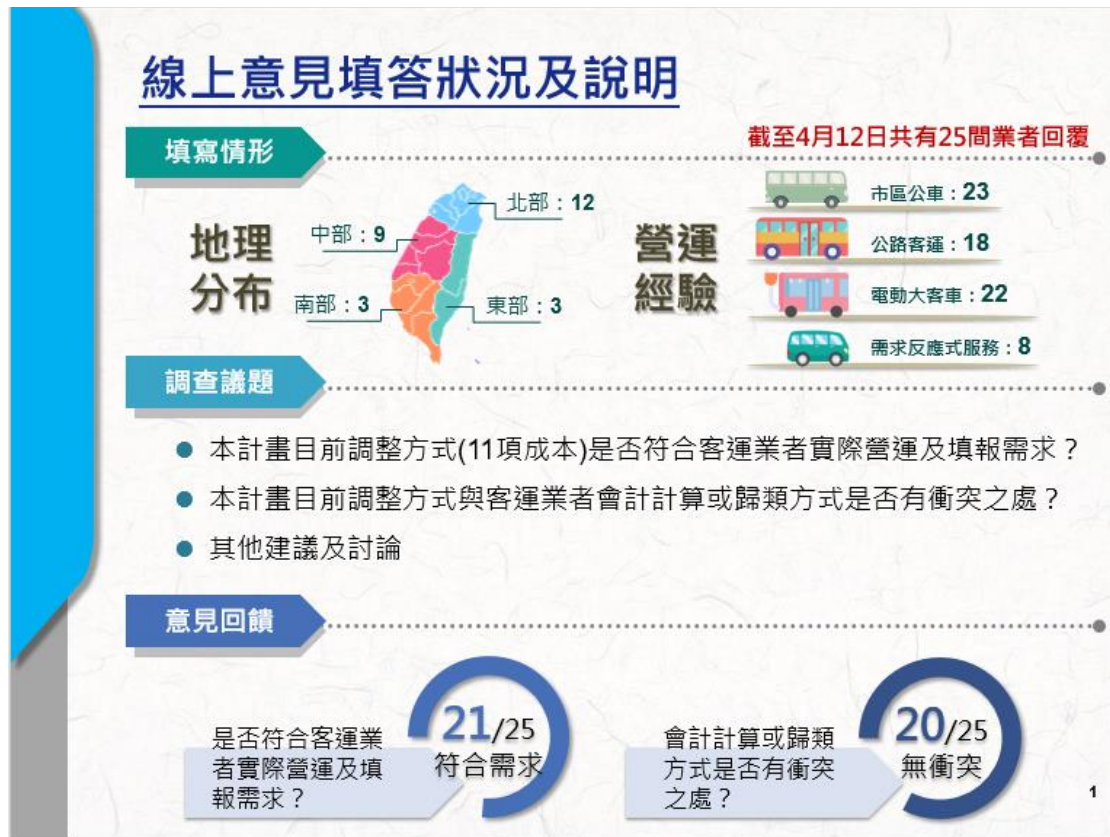 線上意見填答狀況及說明
填寫情形
截至4月12日共有25間業者回覆
地理
分布
北部：12
中部：9
南部：3
東部：3
營運
經驗
市區公車：23
公路客運：18
電動大客車：22
需求反應式服務：8
調查議題
本計畫目前調整方式(11項成本)是否符合客運業者實際營運及填報需求？
本計畫目前調整方式與客運業者會計計算或歸類方式是否有衝突之處？
其他建議及討論
意見回饋
是否符合客運業
者實際營運及填
報需求？
21/25
符合需求
會計計算或歸類
方式是否有衝突
之處？
20/25
無衝突
1